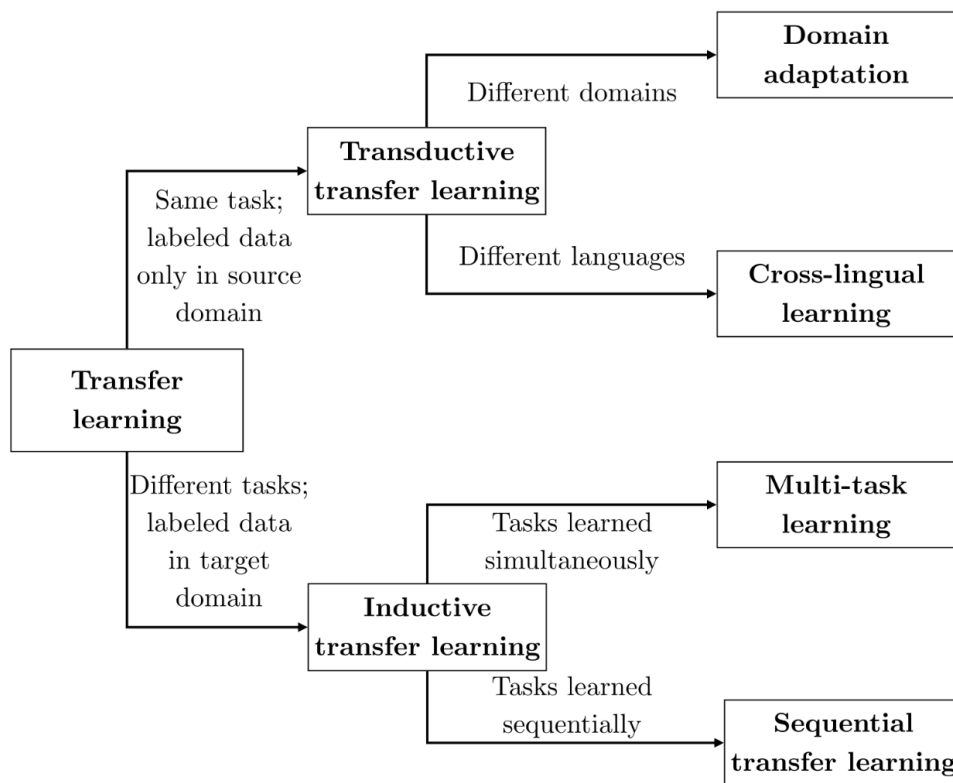 Domain
adaptation
Different domains
Transductive
transfer learning
Same task;
labeled data
only in source
domain
Different languages
Cross-lingual
learning
Transfer
learning
Different tasks;
labeled data
in target
domain
Multi-task
learning
Tasks learned
simultaneously
Inductive
transfer learning
Tasks learned
sequentially
Sequential
transfer learning